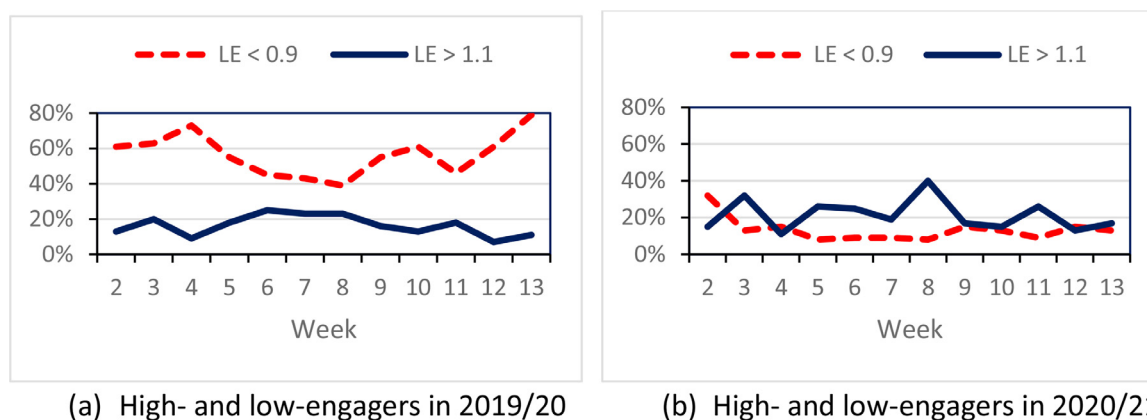 LE < 0.9 LE > 1.1
80%
60%
40%
20%
0%
2 3 4 5 6 7 8 9 10 11 12 13
Week
(a) High- and low-engagers in 2019/20
LE < 0.9 LE > 1.1
80%
60%
40%
20%
0%
2 3 4 5 6 7 8 9 10 11 12 13
Week
(b) High- and low-engagers in 2020/2